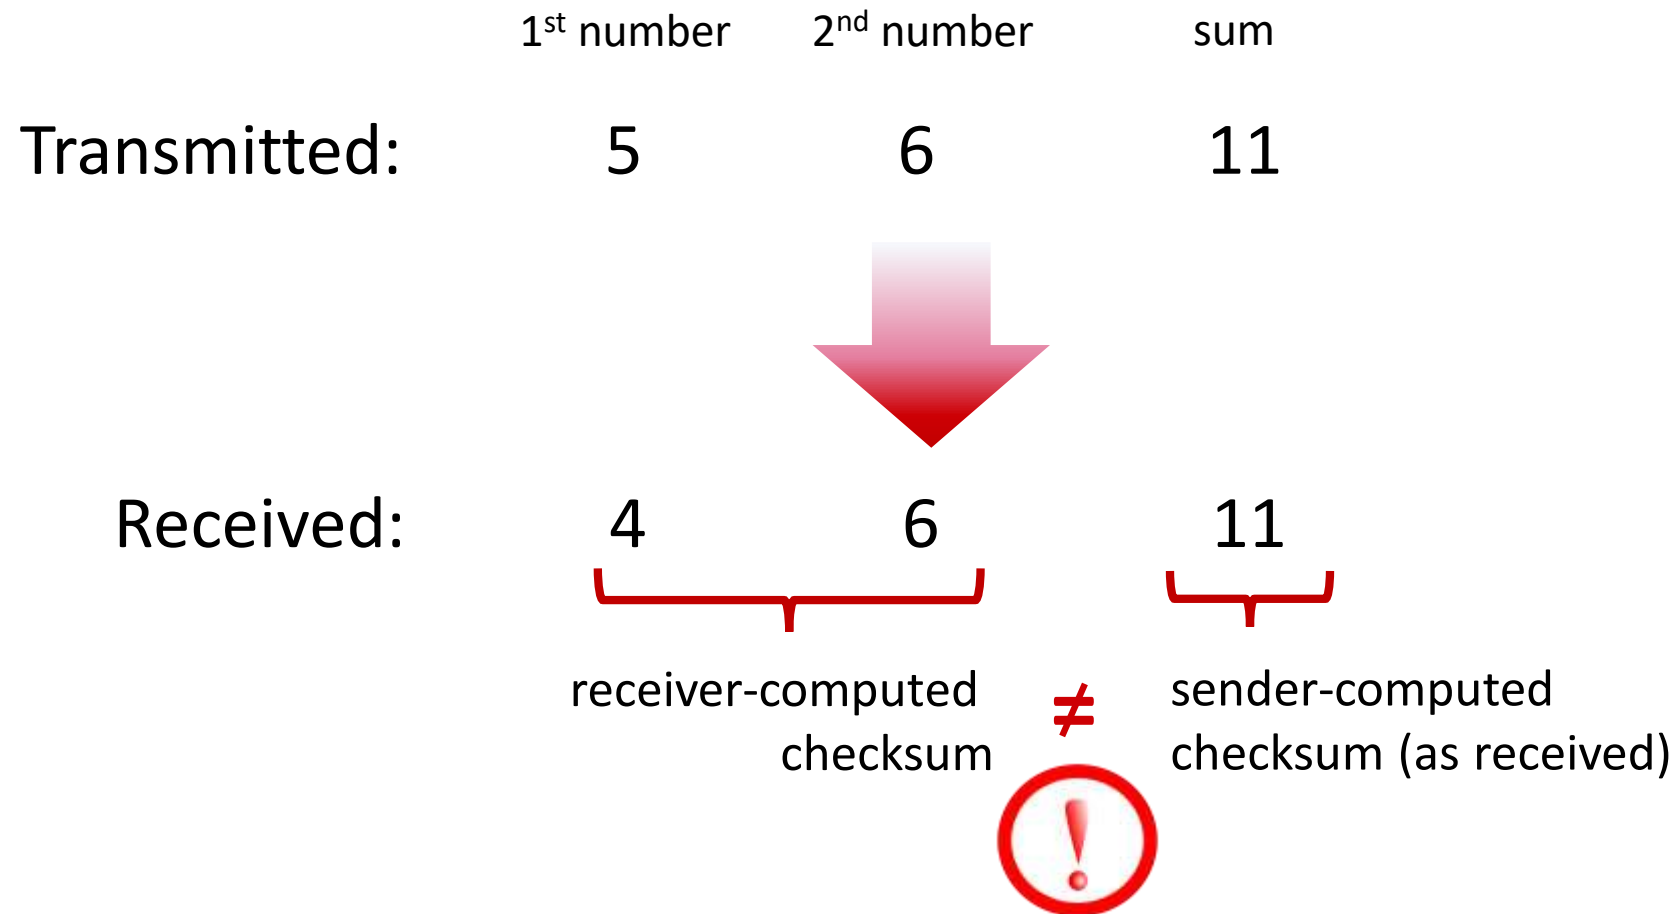 1st number 2nd number sum
Transmitted: 5 6 11
Received: 4 6 11
receiver-computed ≠ sender-computed
checksum checksum (as received)
!